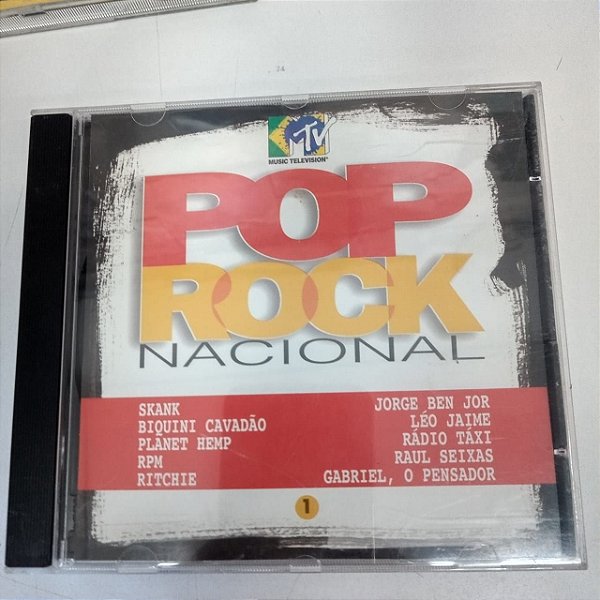 MTV
MUSIC TELEVISION®
POP
ROCK
NACIONAL
SKANK
BIQUINI CAVADÃO
PLANET HEMP
RPM
RITCHIE
JORGE BEN JOR
LÉO JAIME
RÁDIO TÁXI
RAUL SEIXAS
GABRIEL, O PENSADOR
1